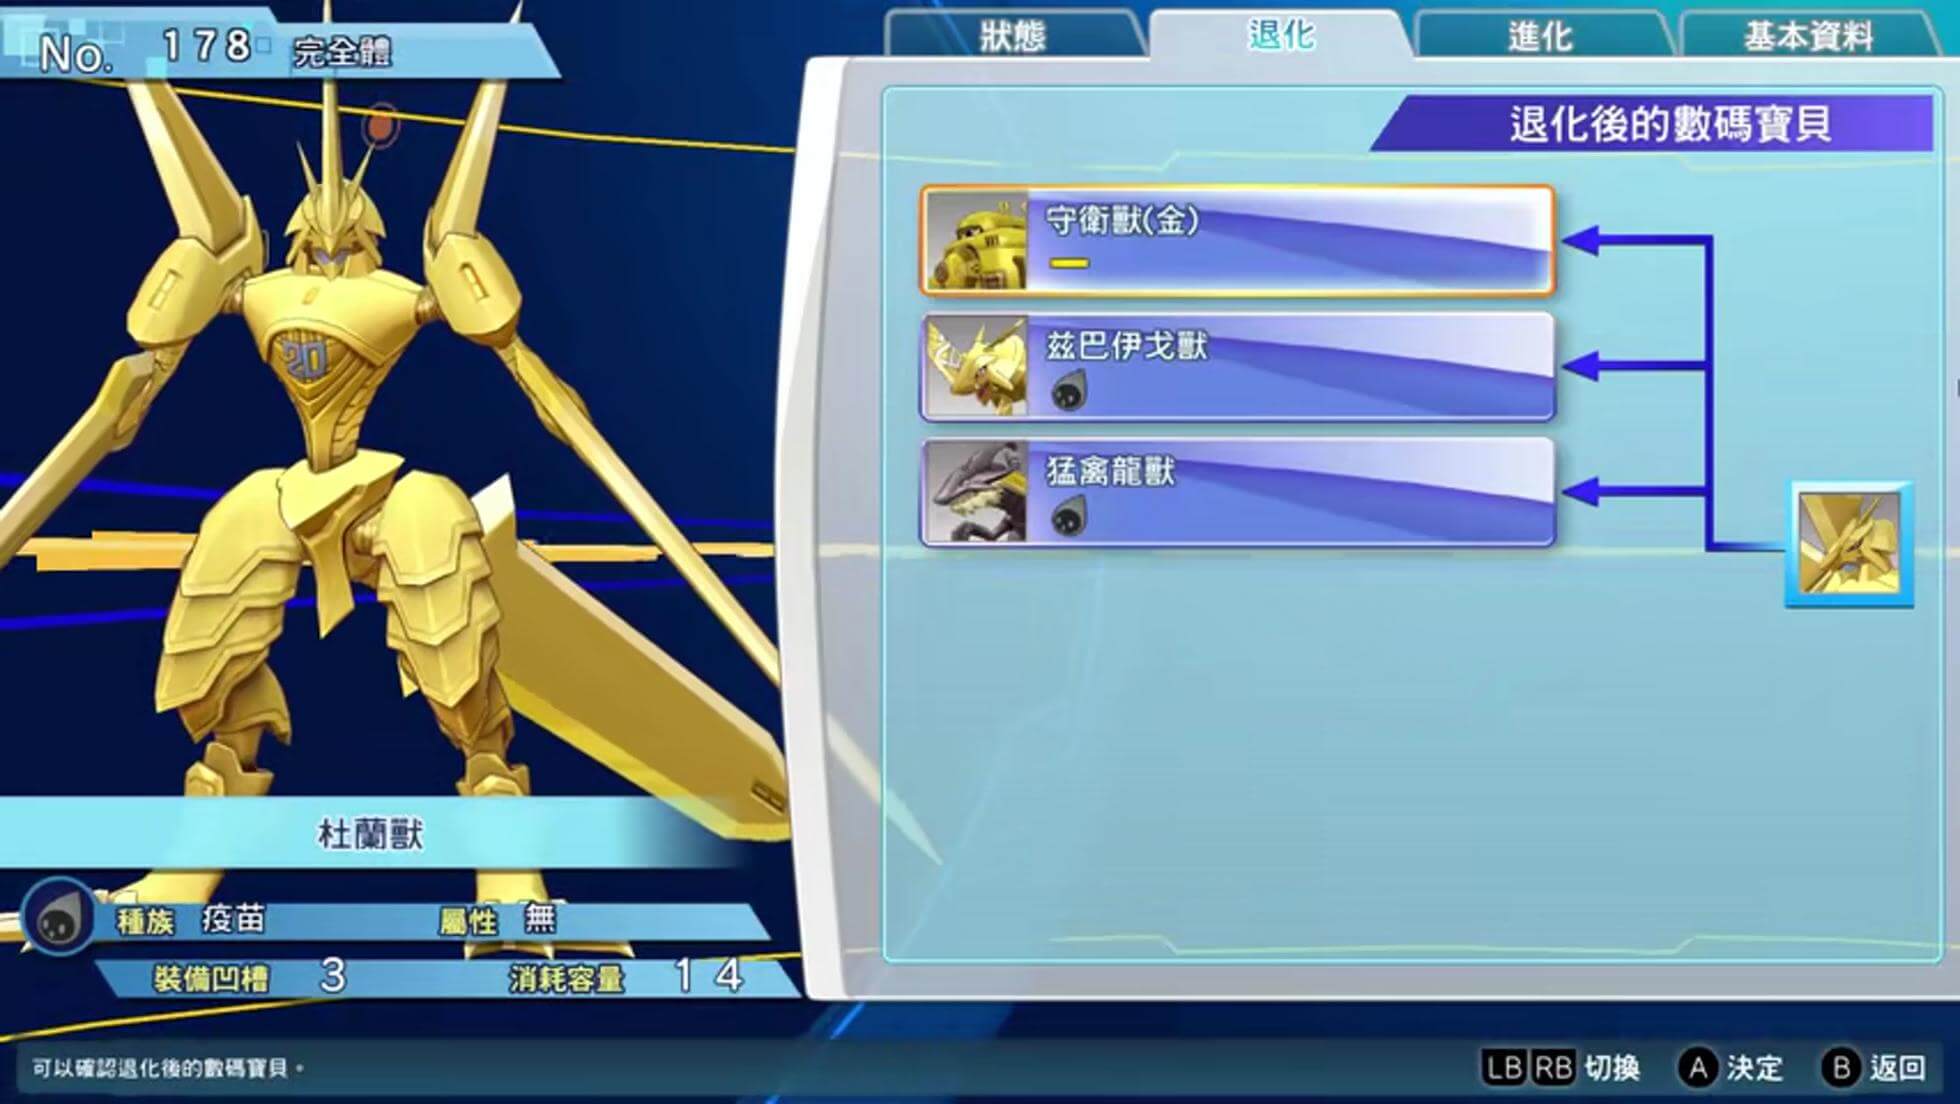 No. 178 完全體
狀態 退化 進化 基本資料
退化後的數碼寶貝
守衛獸(金)
茲巴伊戈獸
猛禽龍獸
20
杜蘭獸
種族 疫苗 屬性 無
裝備凹槽 3 消耗容量 14
可以確認退化後的數碼寶貝。
LB RB 切換 A 決定 B 返回